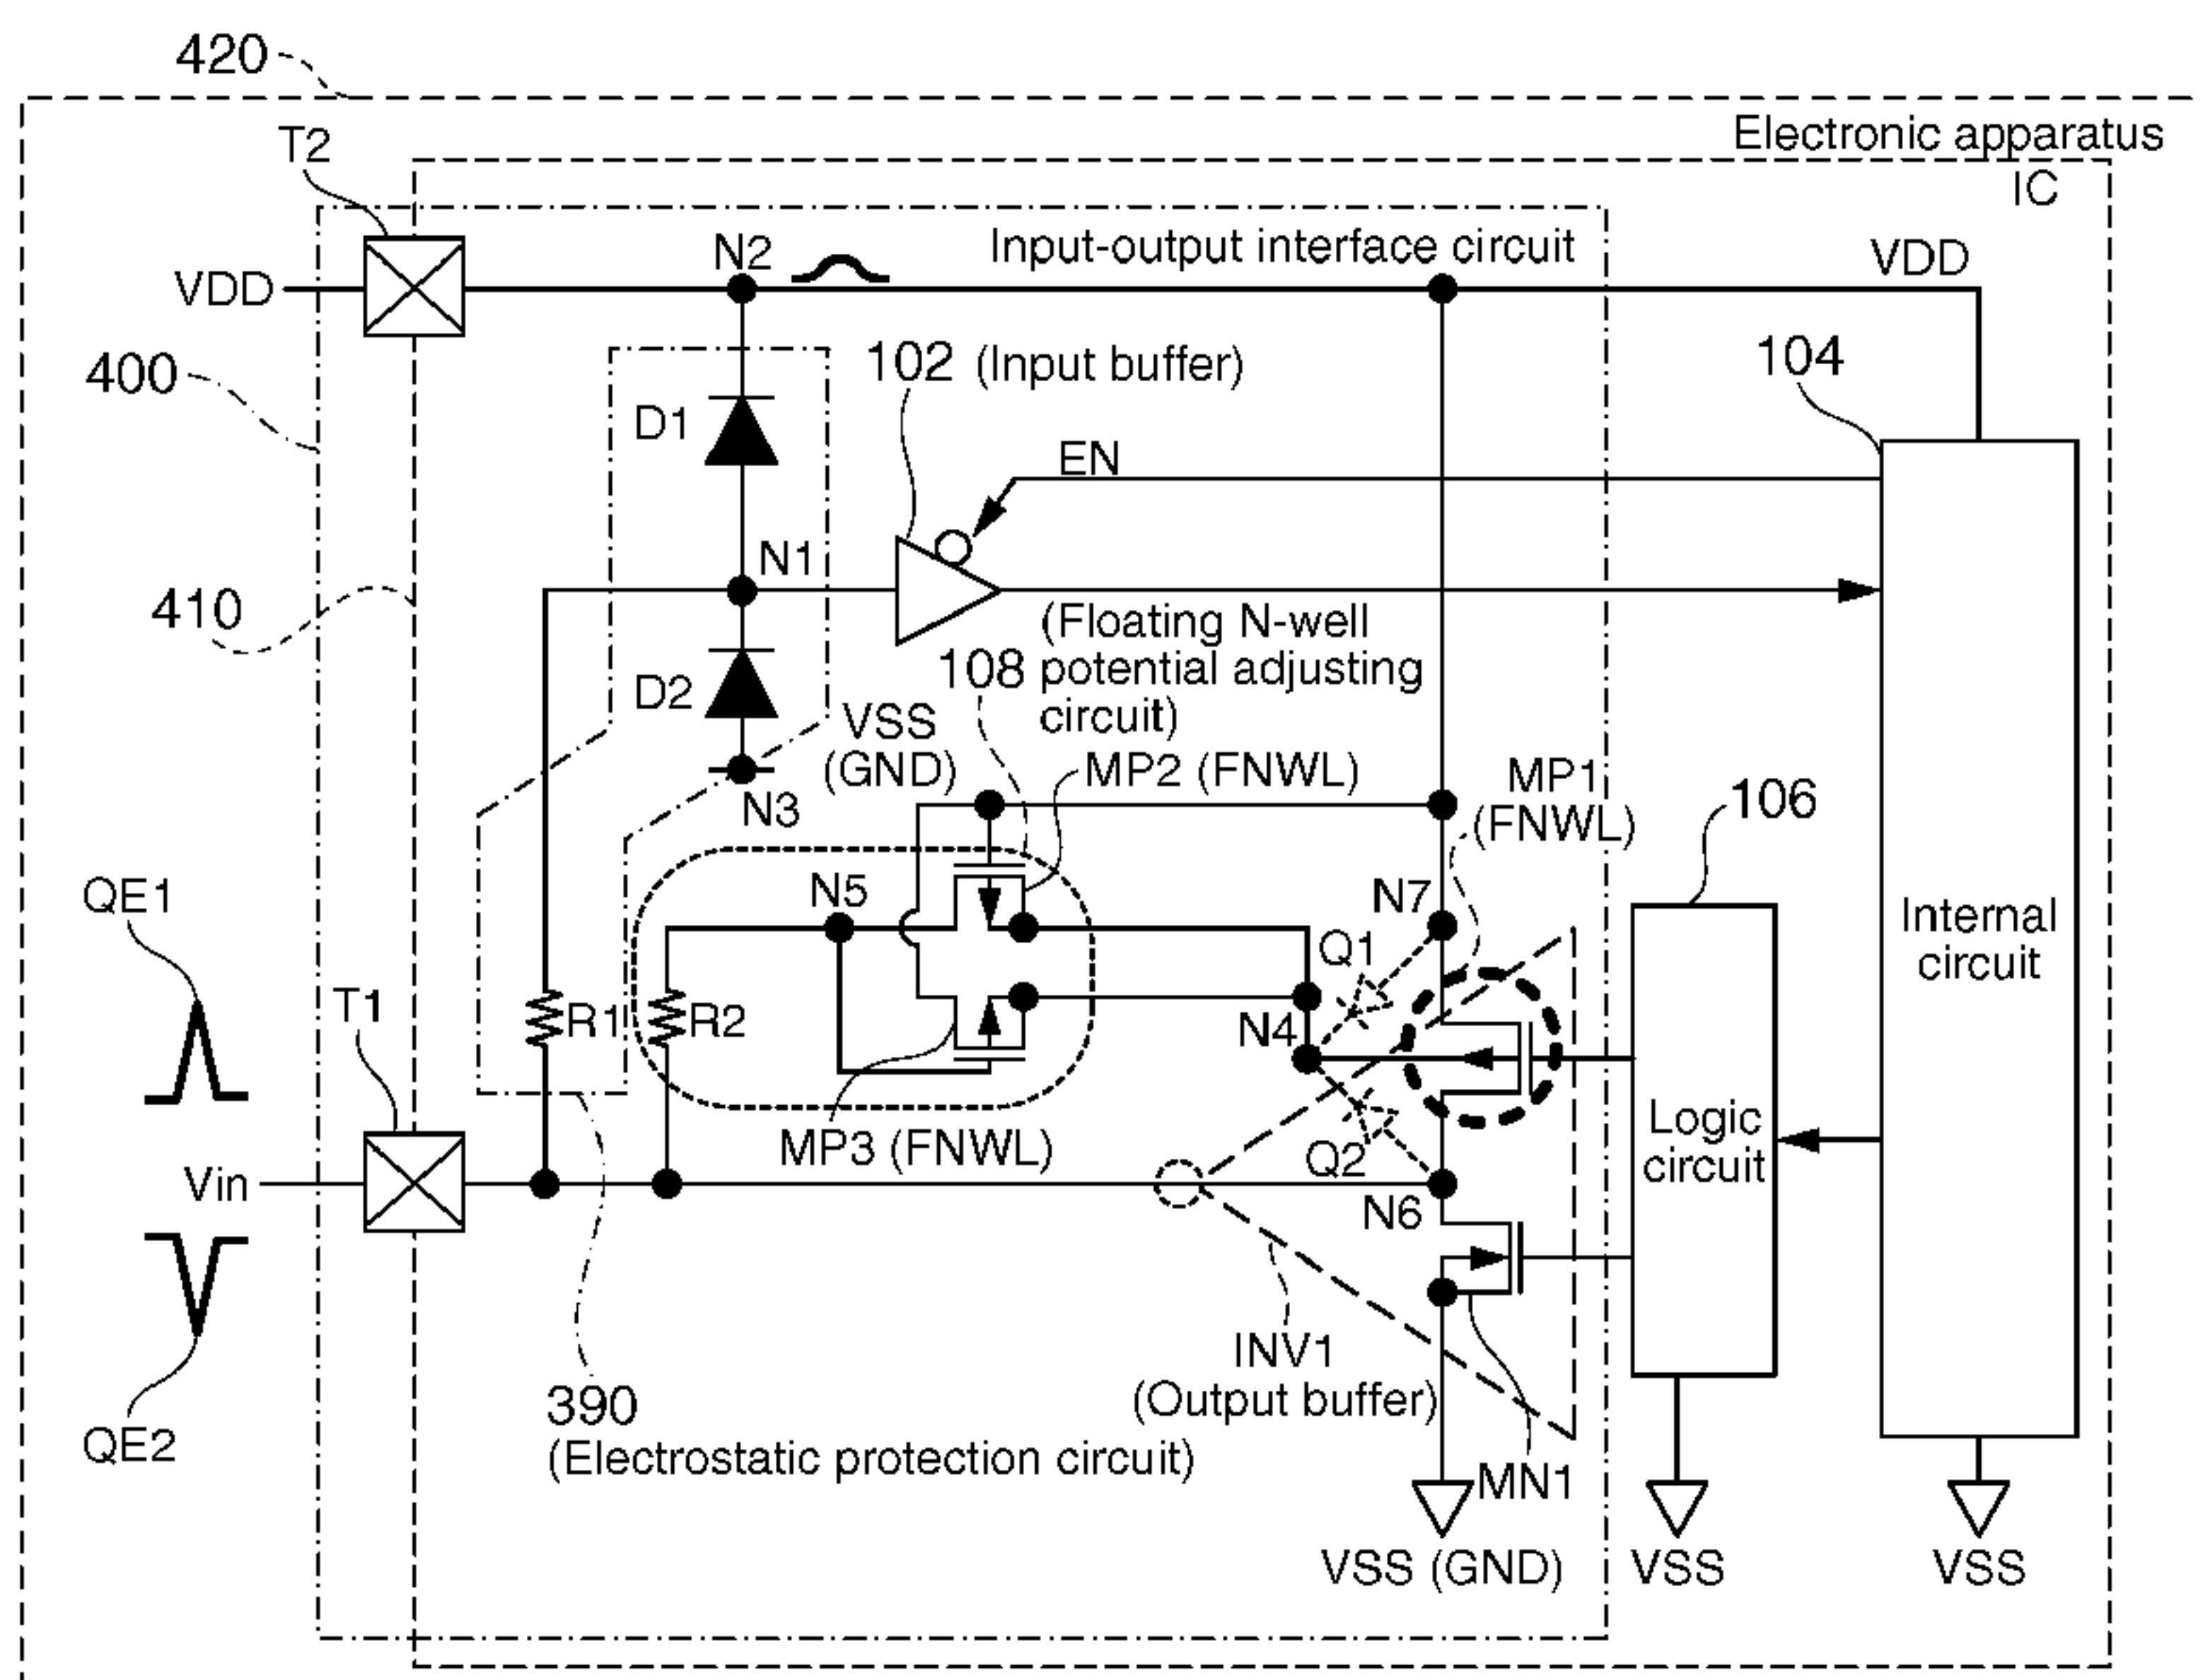 420
Electronic apparatus
T2
IC
N2
Input-output interface circuit
VDD
VDD
400
102 (Input buffer)
104
D1
EN
N1
410
(Floating N-well
108 potential adjusting
circuit)
D2
VSS
(GND)
MP2 (FNWL)
MP1
(FNWL)
106
N3
QE1
N5
N7
Internal
circuit
Q1
T1
R1
R2
N4
Logic
circuit
MP3 (FNWL)
Q2
Vin
N6
INV1
(Output buffer)
390
(Electrostatic protection circuit)
QE2
MN1
VSS (GND)
VSS
VSS